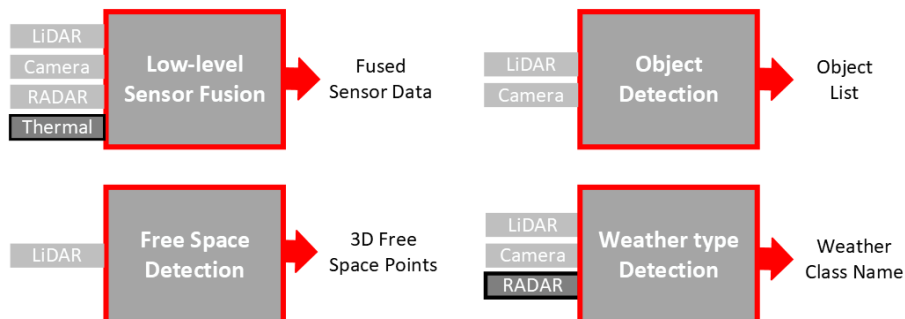 LiDAR
Camera
RADAR
Thermal
Low-level
Sensor Fusion
Fused
Sensor Data
LiDAR
Camera
Object
Detection
Object
List
LiDAR
Free Space
Detection
3D Free
Space Points
LiDAR
Camera
RADAR
Weather type
Detection
Weather
Class Name